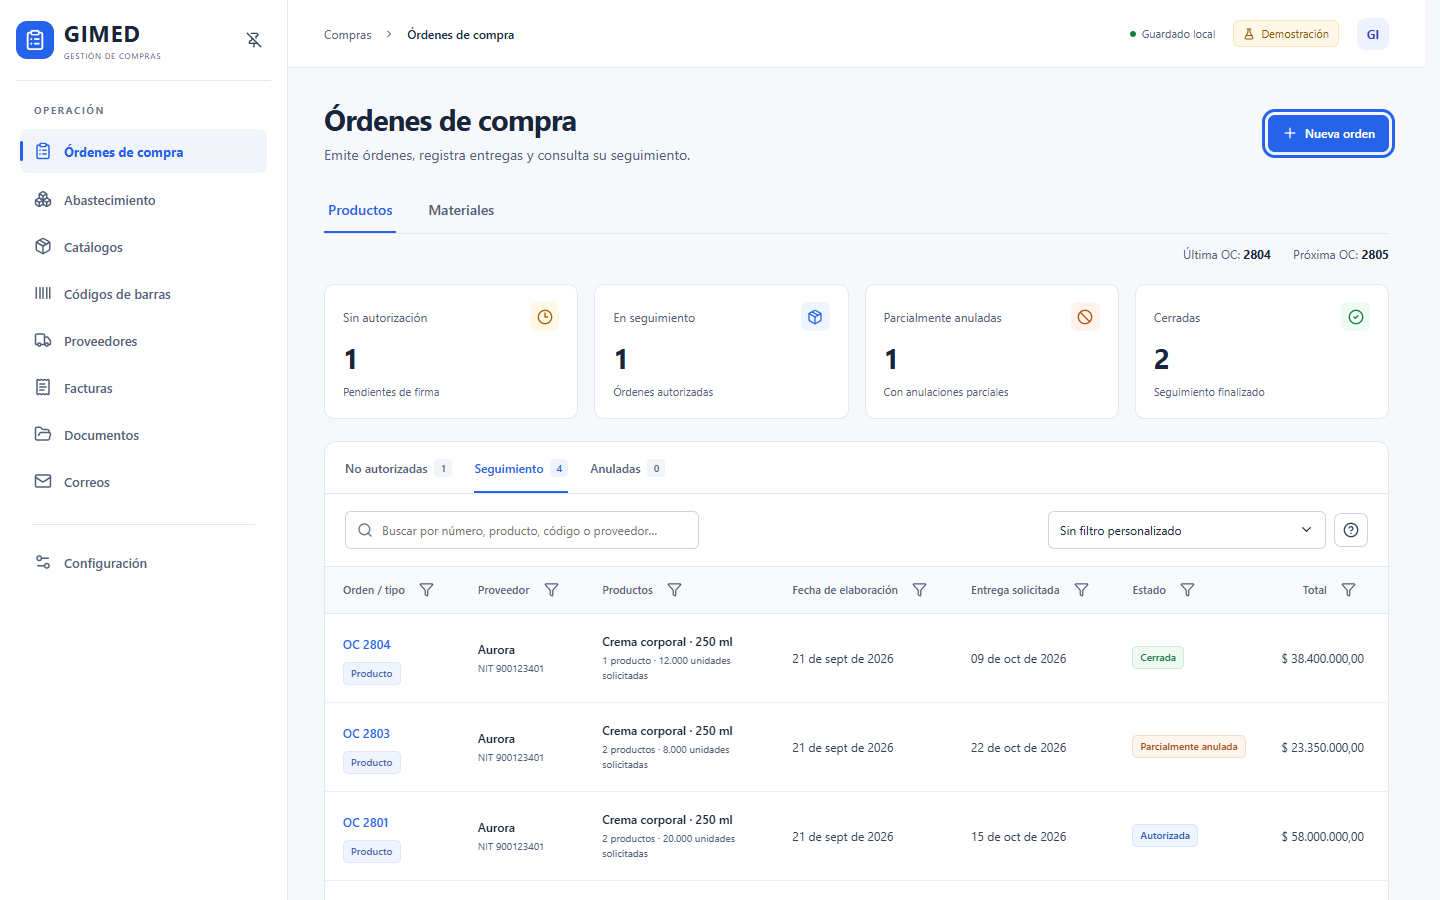 GIMED
GESTIÓN DE COMPRAS
OPERACIÓN
Órdenes de compra
Abastecimiento
Catálogos
Códigos de barras
Proveedores
Facturas
Documentos
Correos
Configuración
Compras > Órdenes de compra
Guardado local
Demostración
GI
Órdenes de compra
Emite órdenes, registra entregas y consulta su seguimiento.
+ Nueva orden
Productos
Materiales
Última OC: 2804
Próxima OC: 2805
Sin autorización
1
Pendientes de firma
En seguimiento
1
Órdenes autorizadas
Parcialmente anuladas
1
Con anulaciones parciales
Cerradas
2
Seguimiento finalizado
No autorizadas 1
Seguimiento 4
Anuladas 0
Buscar por número, producto, código o proveedor...
Sin filtro personalizado
Orden / tipo
Proveedor
Productos
Fecha de elaboración
Entrega solicitada
Estado
Total
OC 2804
Producto
Aurora
NIT 900123401
Crema corporal · 250 ml
1 producto · 12.000 unidades
solicitadas
21 de sept de 2026
09 de oct de 2026
Cerrada
$ 38.400.000,00
OC 2803
Producto
Aurora
NIT 900123401
Crema corporal · 250 ml
2 productos · 8.000 unidades
solicitadas
21 de sept de 2026
22 de oct de 2026
Parcialmente anulada
$ 23.350.000,00
OC 2801
Producto
Aurora
NIT 900123401
Crema corporal · 250 ml
2 productos · 20.000 unidades
solicitadas
21 de sept de 2026
15 de oct de 2026
Autorizada
$ 58.000.000,00